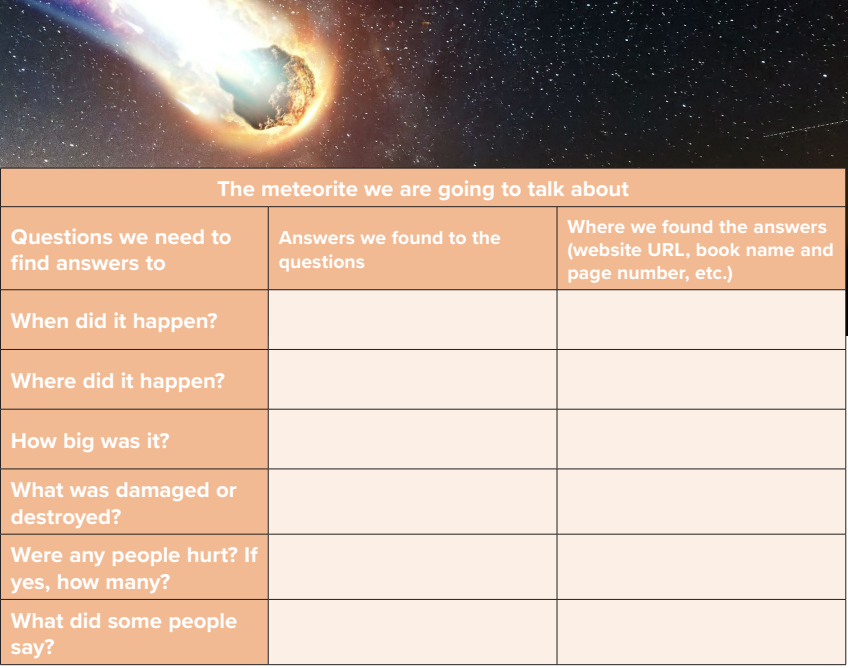 The meteorite we are going to talk about
Questions we need to
find answers to
Answers we found to the
questions
Where we found the answers
(website URL, book name and
page number, etc.)
When did it happen?
Where did it happen?
How big was it?
What was damaged or
destroyed?
Were any people hurt? If
yes, how many?
What did some people
say?